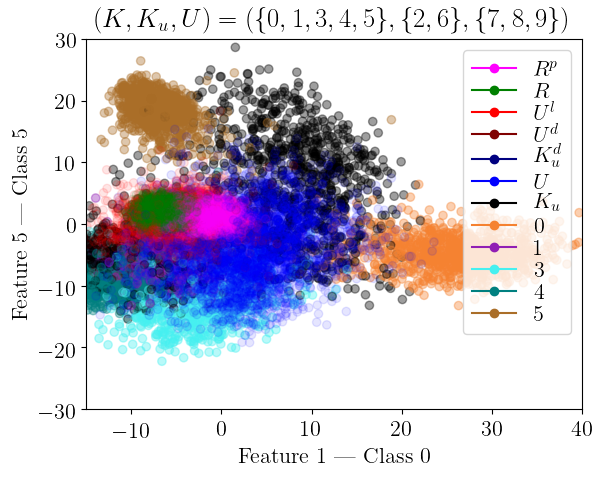 (K, K_u, U) = ({0, 1, 3, 4, 5}, {2, 6}, {7, 8, 9})
30
20
10
0
−10
−20
−30
−10
0
10
20
30
40
Feature 5 — Class 5
Feature 1 — Class 0
R^p
R
U^l
U^d
K_u^d
U
K_u
0
1
3
4
5